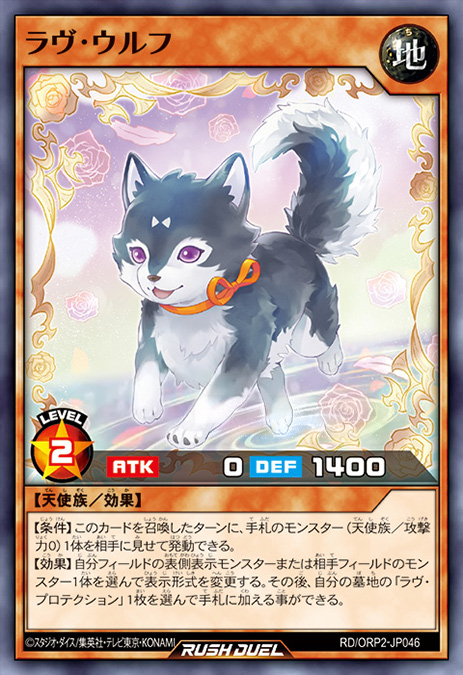 ラヴ・ウルフ
地
LEVEL
2
ATK 0 DEF 1400
【天使族／効果】
【条件】このカードを召喚したターンに、手札のモンスター（天使族／攻撃
力0）1体を相手に見せて発動できる。
【効果】自分フィールドの表側表示モンスターまたは相手フィールドのモン
スター1体を選んで表示形式を変更する。その後、自分の墓地の「ラヴ・
プロテクション」1枚を選んで手札に加える事ができる。
©スタジオ・ダイス/集英社・テレビ東京・KONAMI
RUSH DUEL
RD/ORP2-JP046